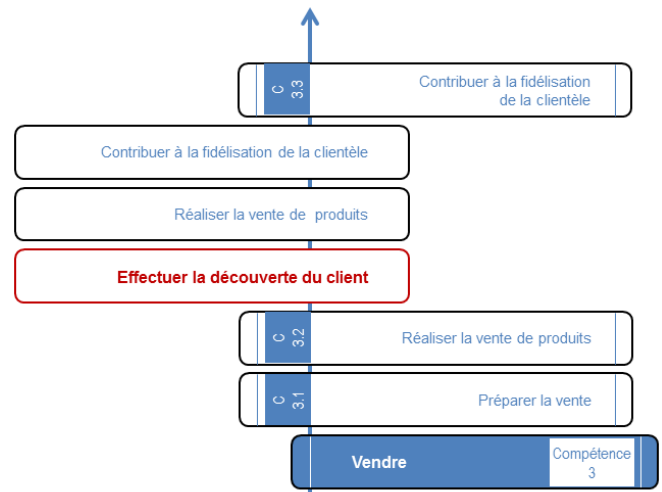 C 3.3
Contribuer à la fidélisation
de la clientèle
Contribuer à la fidélisation de la clientèle
Réaliser la vente de produits
Effectuer la découverte du client
C 3.2
Réaliser la vente de produits
C 3.1
Préparer la vente
Vendre
Compétence
3